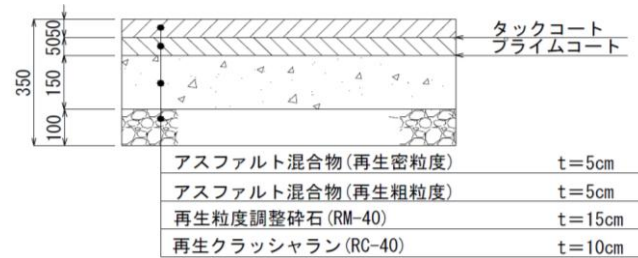 タックコート
プライムコート
350
50
50
150
100
アスファルト混合物(再生密粒度) t=5cm
アスファルト混合物(再生粗粒度) t=5cm
再生粒度調整砕石(RM-40) t=15cm
再生クラッシャラン(RC-40) t=10cm